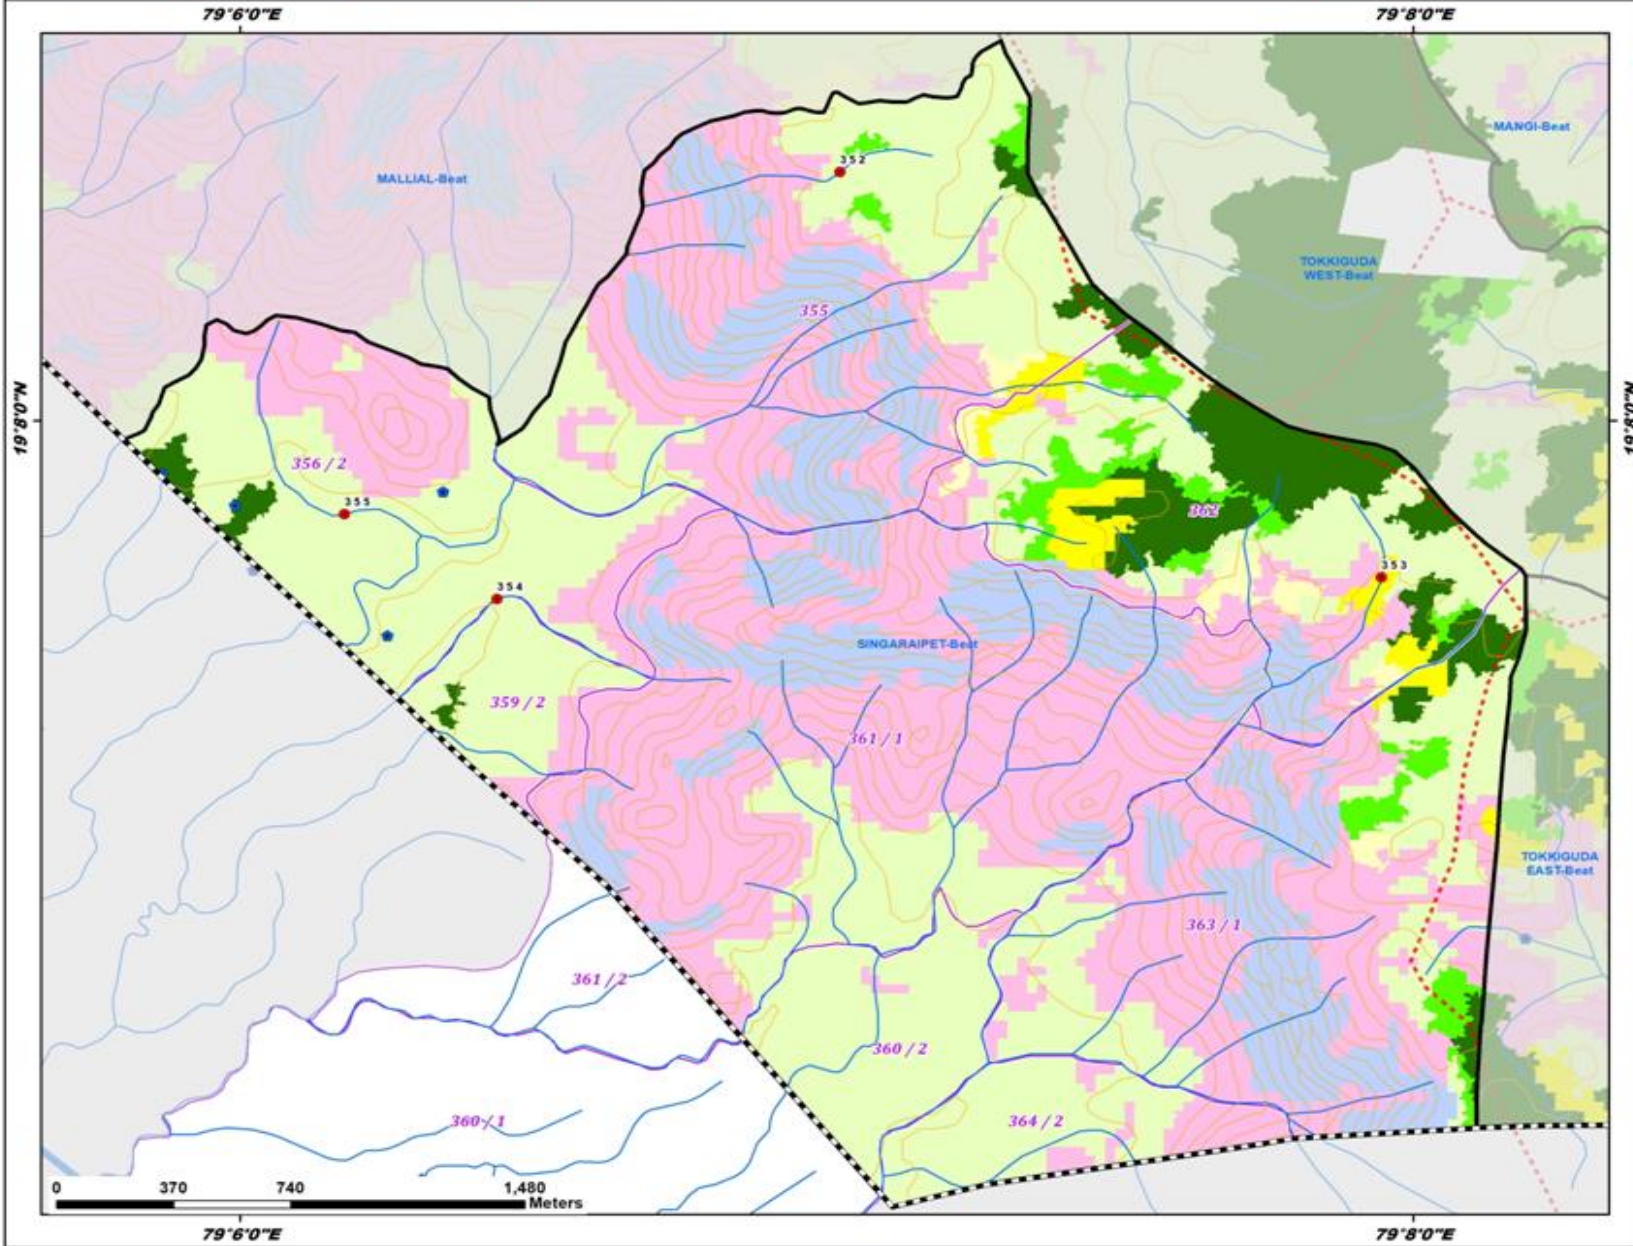 79°6'0"E
79°8'0"E
MANGI-Beat
352
MALLIAL-Beat
TOKKIGUDA
WEST-Beat
355
19°8'0"N
19°8'0"N
356 / 2
355
362
353
354
SINGARAIPET-Beat
359 / 2
361 / 1
TOKKIGUDA
EAST-Beat
363 / 1
361 / 2
360 / 2
360 / 1
364 / 2
0 370 740 1,480
Meters
79°6'0"E
79°8'0"E